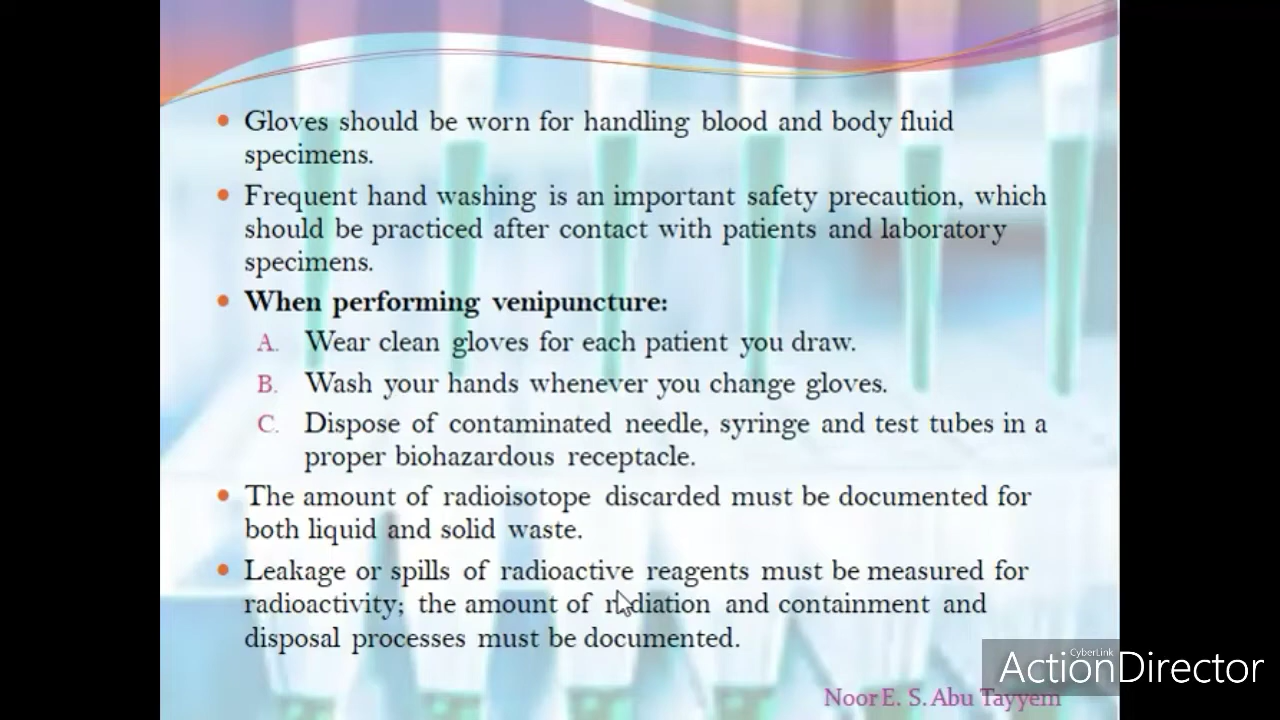 • Gloves should be worn for handling blood and body fluid
specimens.
• Frequent hand washing is an important safety precaution, which
should be practiced after contact with patients and laboratory
specimens.
• When performing venipuncture:
A. Wear clean gloves for each patient you draw.
B. Wash your hands whenever you change gloves.
C. Dispose of contaminated needle, syringe and test tubes in a
proper biohazardous receptacle.
• The amount of radioisotope discarded must be documented for
both liquid and solid waste.
• Leakage or spills of radioactive reagents must be measured for
radioactivity; the amount of radiation and containment and
disposal processes must be documented.
CyberLink
ActionDirector
Noor E. S. Abu Tayyem